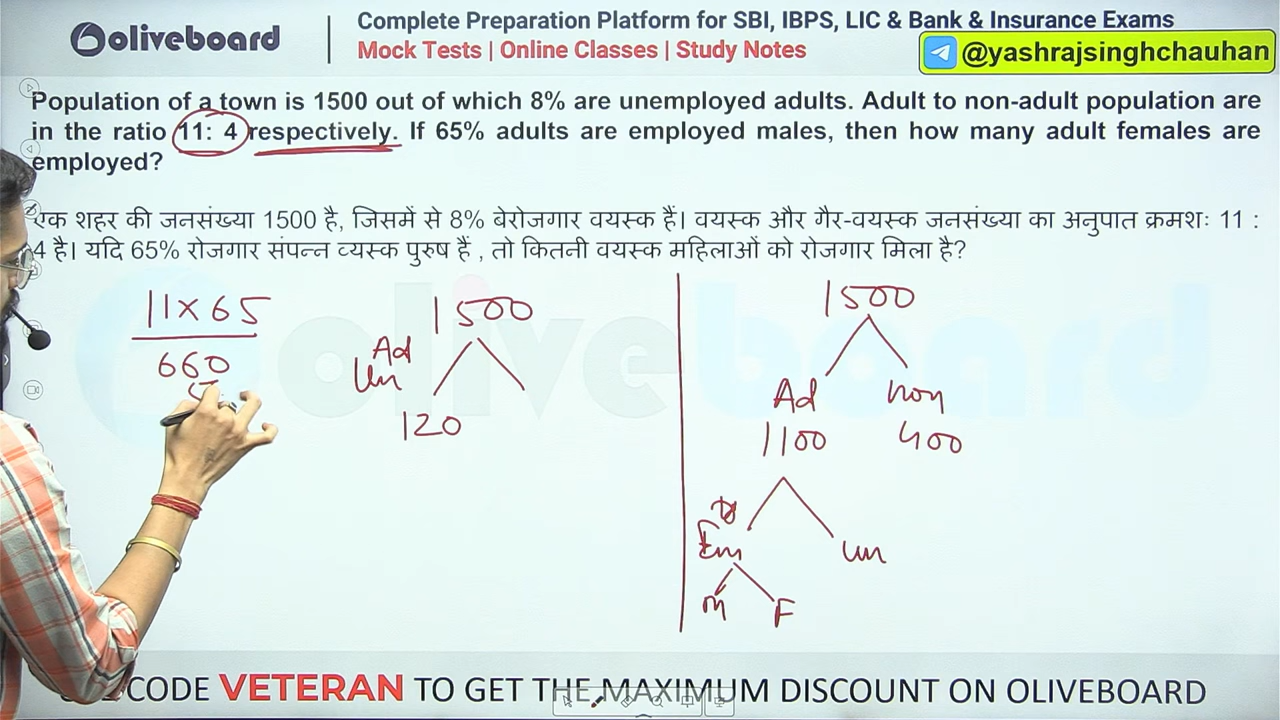 oliveboard
Complete Preparation Platform for SBI, IBPS, LIC & Bank & Insurance Exams
Mock Tests | Online Classes | Study Notes
@yashrajsinghchauhan
Population of a town is 1500 out of which 8% are unemployed adults. Adult to non-adult population are
in the ratio 11: 4 respectively. If 65% adults are employed males, then how many adult females are
employed?
एक शहर की जनसंख्या 1500 है, जिसमें से 8% बेरोजगार वयस्क हैं। वयस्क और गैर-वयस्क जनसंख्या का अनुपात क्रमशः 11 :
4 है। यदि 65% रोजगार संपन्न व्यस्क पुरुष हैं , तो कितनी वयस्क महिलाओं को रोजगार मिला है?
11×65
660
1500
Ad
Un
120
1500
Ad non
1100 400
Em un
m F
CODE VETERAN TO GET THE MAXIMUM DISCOUNT ON OLIVEBOARD